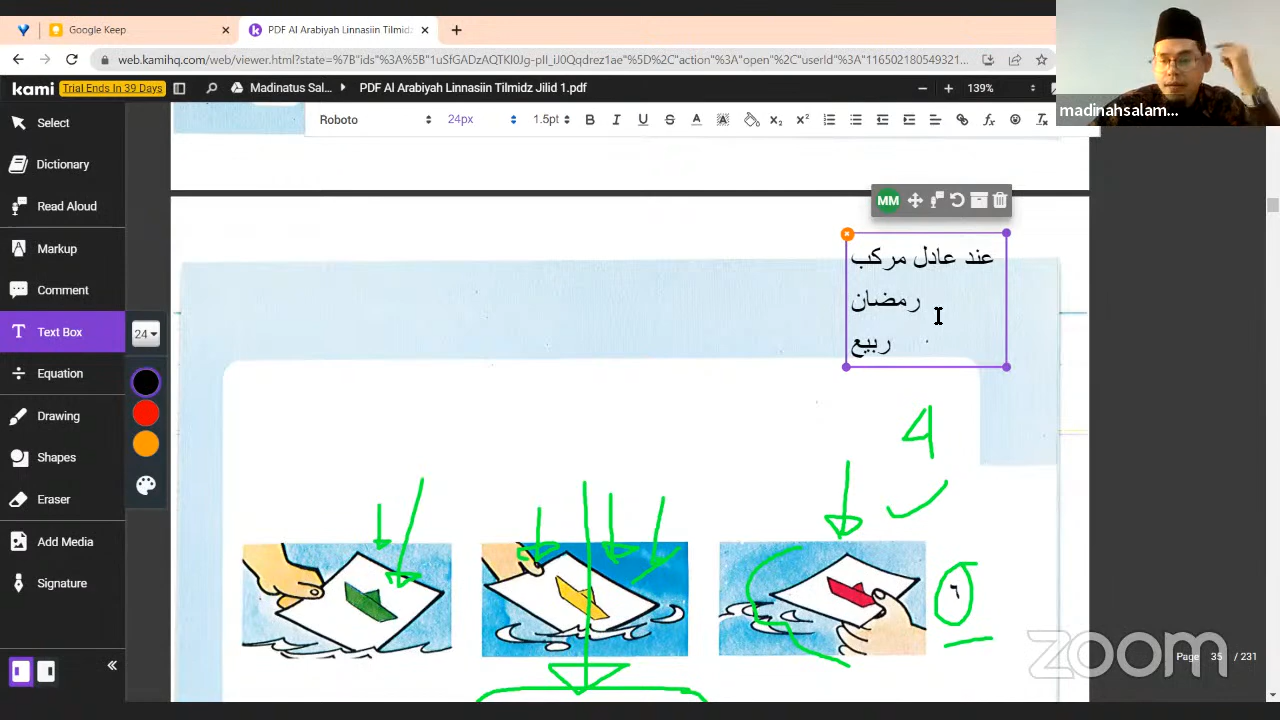 Google Keep
PDF Al Arabiyah Linnasiin Tilmid
web.kamihq.com/web/viewer.html?state=%7B"ids"%3A%5B"1uSfGADzAQTKI0Jg-pII_iJ0Qqdrez1ae"%5D%2C"action"%3A"open"%2C"userId"%3A"116502180549321...
kami
Trial Ends In 39 Days
Madinatus Sal...
PDF Al Arabiyah Linnasiin Tilmidz Jilid 1.pdf
139%
madinahsalam...
Roboto
24px
1.5pt
B I U S A A
Select
Dictionary
Read Aloud
Markup
Comment
Text Box
24
Equation
Drawing
Shapes
Eraser
Add Media
Signature
MM
عند عادل مركب
رمضان
ربيع
4
٦
zoom
Page 35 / 231